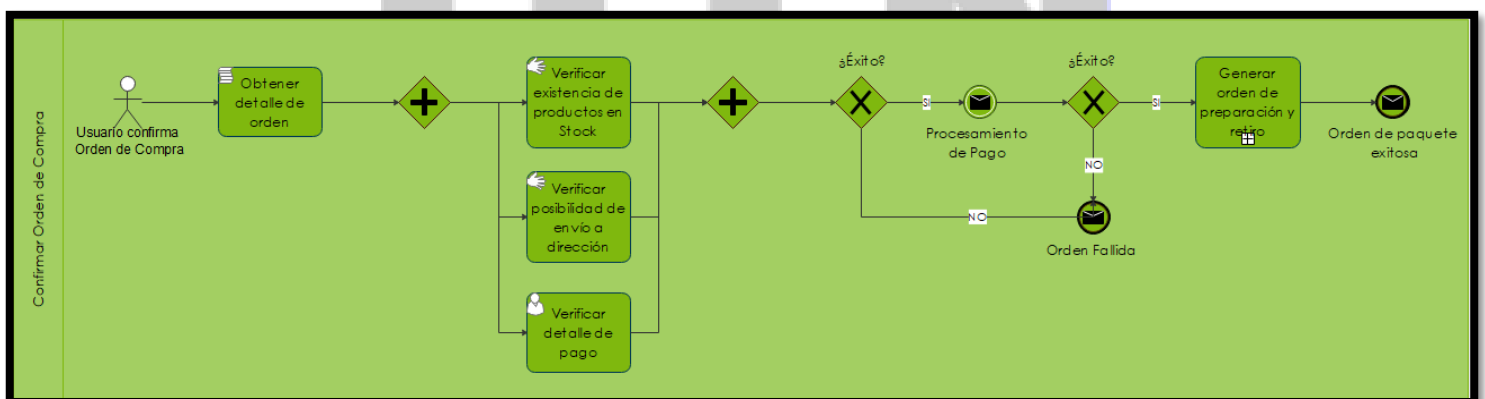 Confirmar Orden de Compra
Usuario confirma
Orden de Compra
Obtener
detalle de
orden
Verificar
existencia de
productos en
Stock
Verificar
posibilidad de
envío a
dirección
Verificar
detalle de
pago
¿Éxito?
SI
Procesamiento
de Pago
NO
¿Éxito?
SI
NO
Orden Fallida
Generar
orden de
preparación y
retiro
Orden de paquete
exitosa